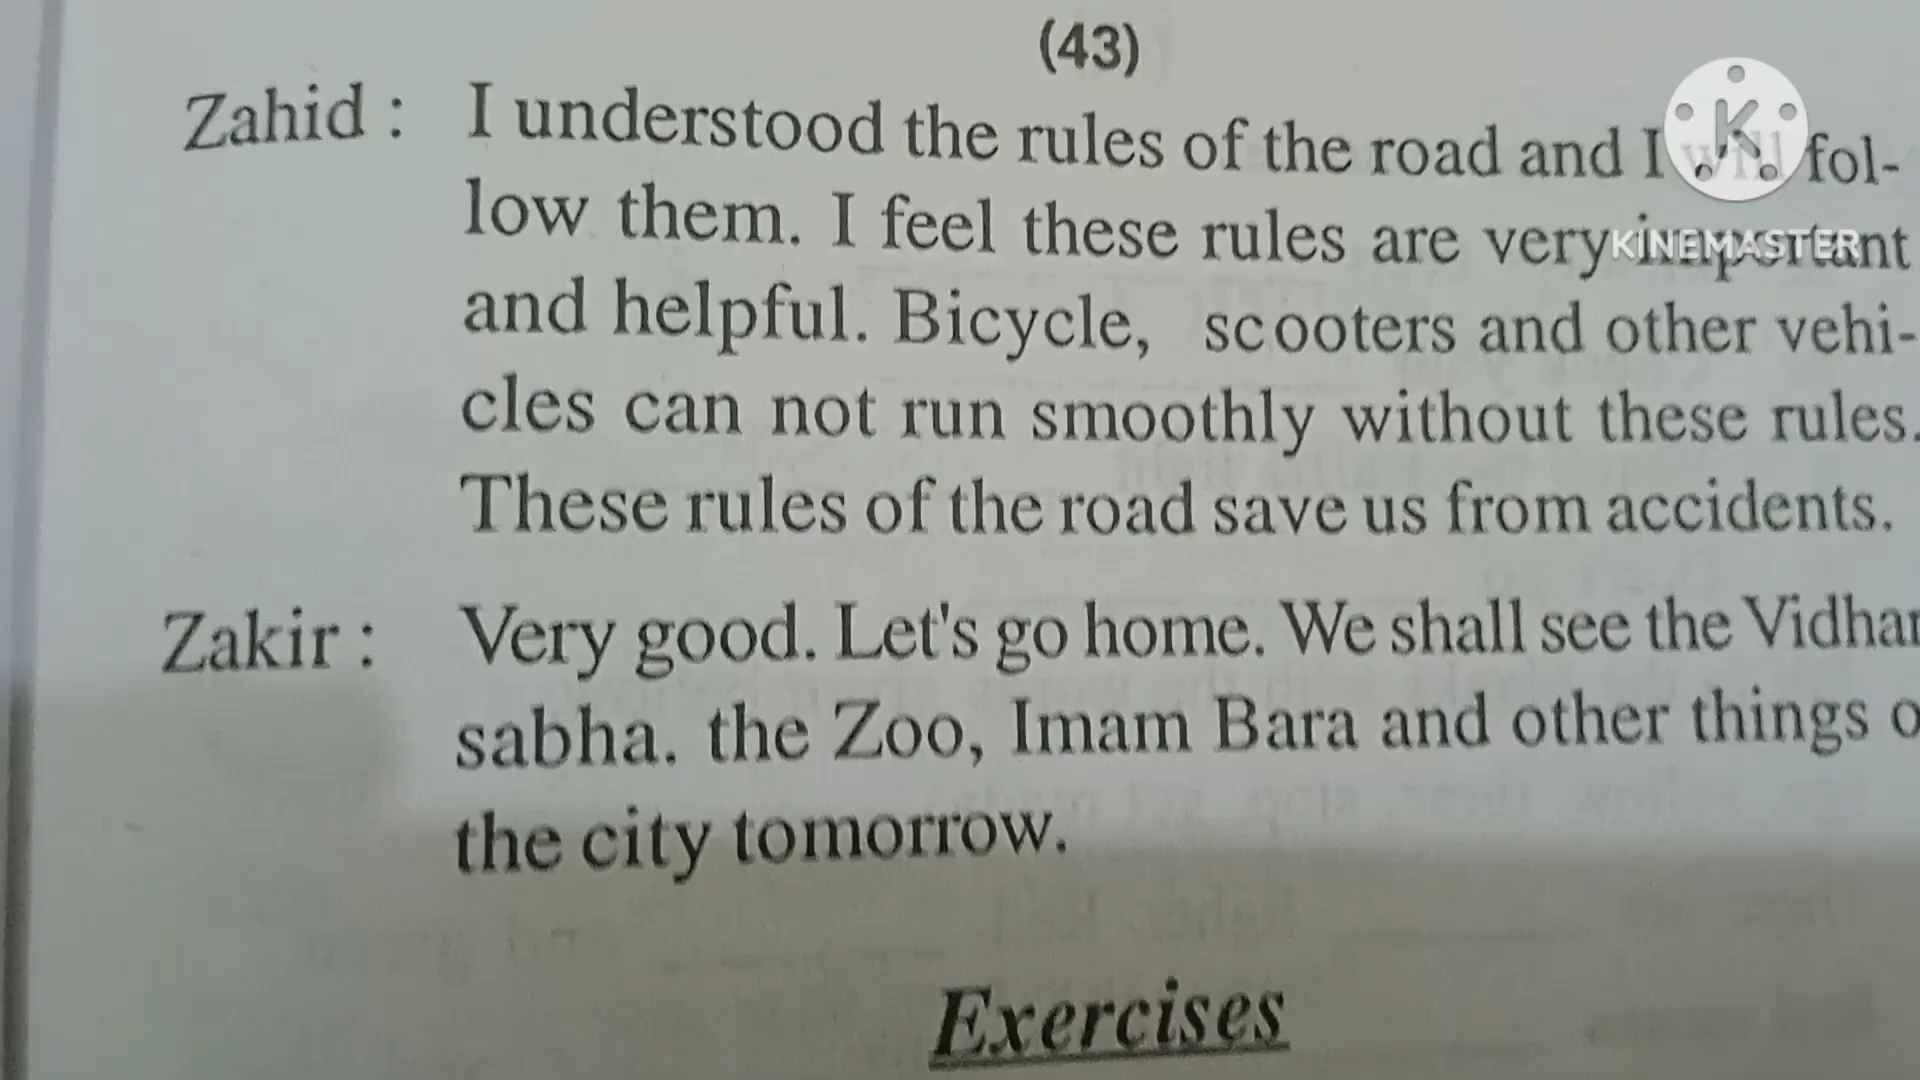 (43)
Zahid : I understood the rules of the road and I will fol-
low them. I feel these rules are very important
and helpful. Bicycle, scooters and other vehi-
cles can not run smoothly without these rules.
These rules of the road save us from accidents.
Zakir : Very good. Let's go home. We shall see the Vidhan
sabha. the Zoo, Imam Bara and other things o
the city tomorrow.
Exercises
K
KINEMASTER